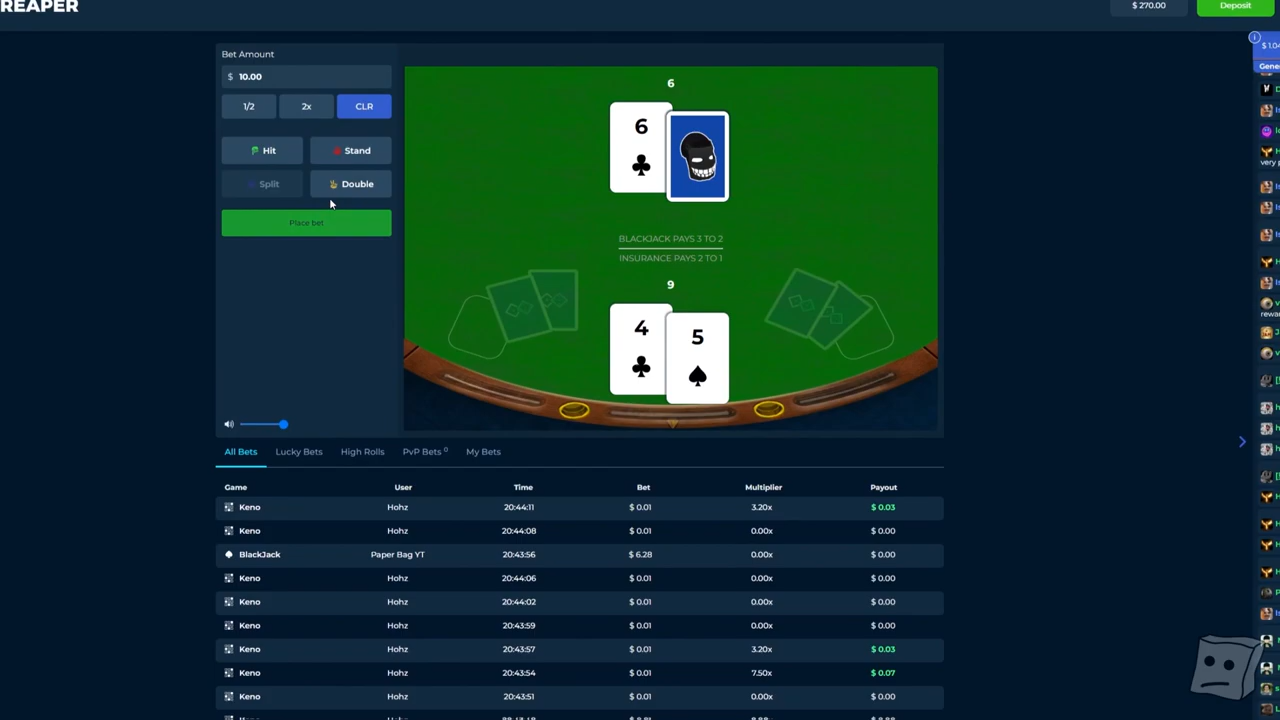 REAPER
$ 270.00
Deposit
Bet Amount
$ 10.00
1/2 2x CLR
Hit Stand
Split Double
Place bet
6
6
BLACKJACK PAYS 3 TO 2
INSURANCE PAYS 2 TO 1
9
4
5
$ 1.04
Gene
very p
rewa
All Bets Lucky Bets High Rolls PvP Bets 0 My Bets
Game User Time Bet Multiplier Payout
Keno Hohz 20:44:11 $ 0.01 3.20x $ 0.03
Keno Hohz 20:44:08 $ 0.01 0.00x $ 0.00
BlackJack Paper Bag YT 20:43:56 $ 6.28 0.00x $ 0.00
Keno Hohz 20:44:06 $ 0.01 0.00x $ 0.00
Keno Hohz 20:44:02 $ 0.01 0.00x $ 0.00
Keno Hohz 20:43:59 $ 0.01 0.00x $ 0.00
Keno Hohz 20:43:57 $ 0.01 3.20x $ 0.03
Keno Hohz 20:43:54 $ 0.01 7.50x $ 0.07
Keno Hohz 20:43:51 $ 0.01 0.00x $ 0.00